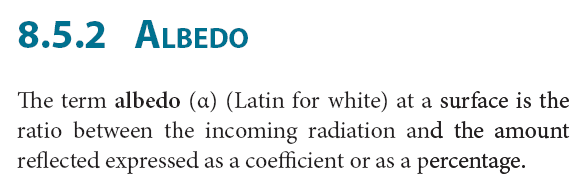 8.5.2 ALBEDO
The term albedo (α) (Latin for white) at a surface is the
ratio between the incoming radiation and the amount
reflected expressed as a coefficient or as a percentage.